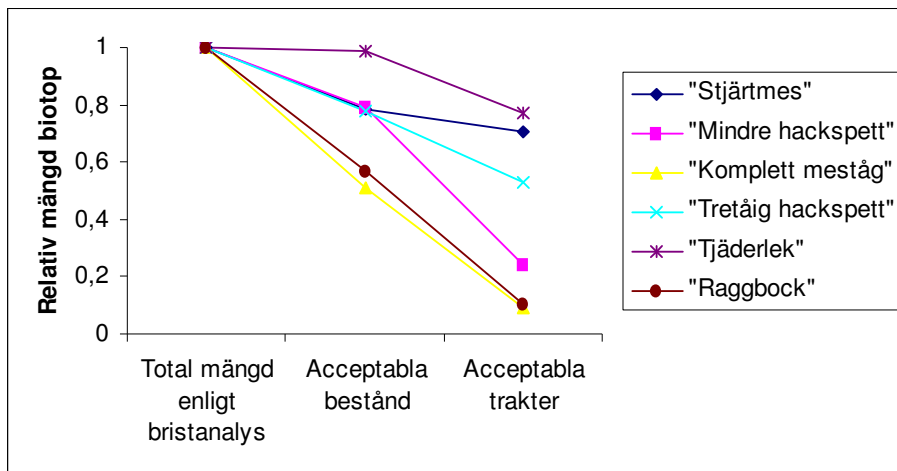 Relativ mängd biotop
1
0,8
0,6
0,4
0,2
0
Total mängd
enligt
bristanalys
Acceptabla
bestånd
Acceptabla
trakter
"Stjärtmes"
"Mindre hackspett"
"Komplett meståg"
"Tretåig hackspett"
"Tjäderlek"
"Raggbock"